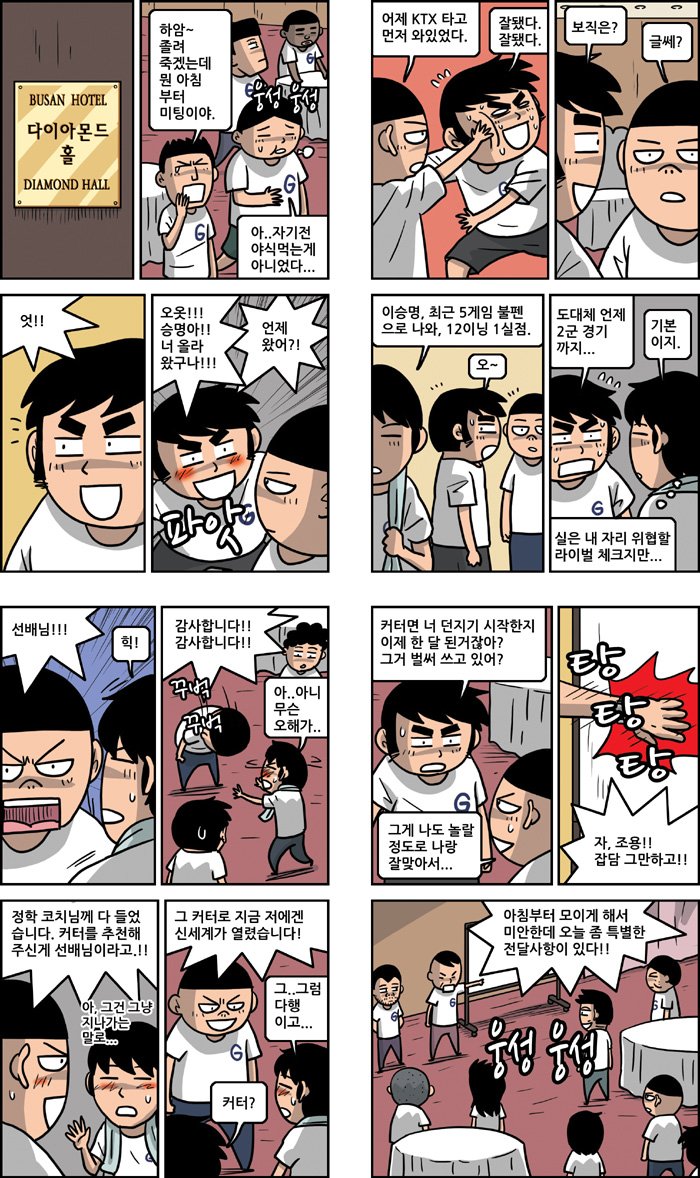 BUSAN HOTEL
다이아몬드
홀
DIAMOND HALL
하암~
졸려
죽겠는데
뭔 아침
부터
미팅이야.
웅성 웅성
G
G
아..자기전
야식먹는게
아니었다...
엇!!
오옷!!!
승명아!!
너 올라
왔구나!!!
언제
왔어?!
파앗
G
어제 KTX 타고
먼저 와있었다.
잘됐다.
잘됐다.
G
보직은?
글쎄?
이승명, 최근 5게임 불펜
으로 나와, 12이닝 1실점.
오~
도대체 언제
2군 경기
까지...
기본
이지.
실은 내 자리 위협할
라이벌 체크지만...
선배님!!!
힉!
감사합니다!!
감사합니다!!
꾸벅
꾸벅
아..아니
무슨
오해가..
정학 코치님께 다 들었
습니다. 커터를 추천해
주신게 선배님이라고.!!
아, 그건 그냥
지나가는
말로...
G
그 커터로 지금 저에겐
신세계가 열렸습니다!
그..그럼
다행
이고...
G
커터?
커터면 너 던지기 시작한지
이제 한 달 된거잖아?
그거 벌써 쓰고 있어?
G
그게 나도 놀랄
정도로 나랑
잘맞아서...
탕
탕
탕
자, 조용!!
잡담 그만하고!!
아침부터 모이게 해서
미안한데 오늘 좀 특별한
전달사항이 있다!!
G
G
G
웅성 웅성